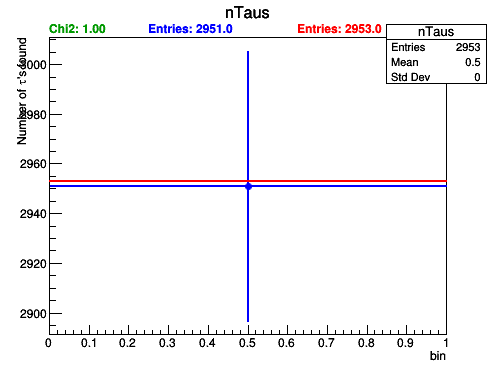 nTaus
Chi2: 1.00 Entries: 2951.0 Entries: 2953.0
nTaus
Entries 2953
Mean 0.5
Std Dev 0
Number of τ's found
3000
2980
2960
2940
2920
2900
0 0.1 0.2 0.3 0.4 0.5 0.6 0.7 0.8 0.9 1
bin